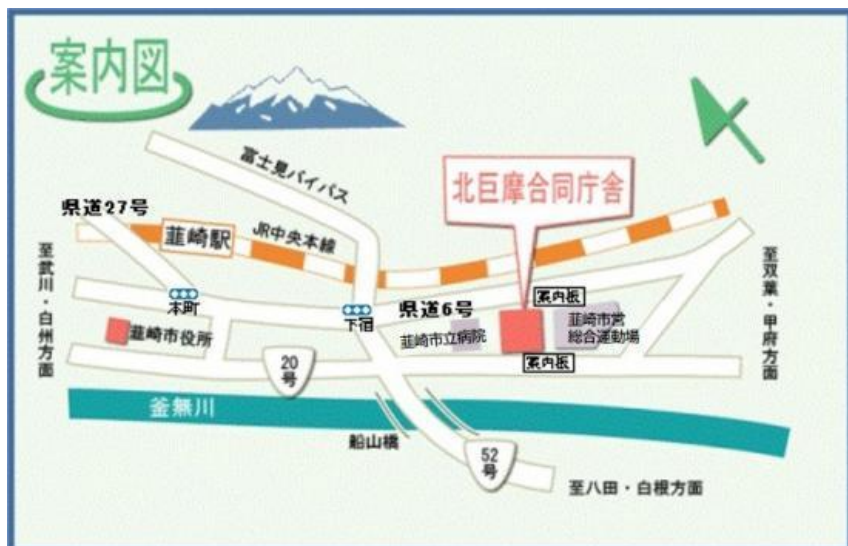 案内図
富士見バイパス
北巨摩合同庁舎
県道27号
韮崎駅
JR中央本線
至武川・白州方面
至双葉・甲府方面
本町
下宿
県道6号
案内板
韮崎市役所
韮崎市立病院
韮崎市営
総合運動場
案内板
20
号
釜無川
船山橋
52
号
至八田・白根方面